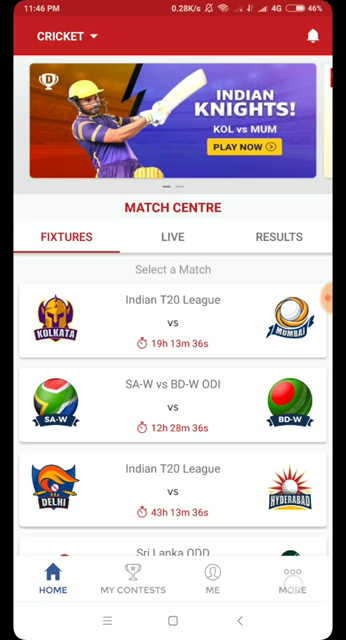 11:46 PM
0.28K/s 4G 46%
CRICKET
D
INDIAN
KNIGHTS!
KOL vs MUM
PLAY NOW
MATCH CENTRE
FIXTURES LIVE RESULTS
Select a Match
Indian T20 League
KOLKATA vs MUMBAI
19h 13m 36s
SA-W vs BD-W ODI
vs
12h 28m 36s
SA-W BD-W
Indian T20 League
vs
DELHI HYDERABAD
43h 13m 36s
Sri Lanka ODD
HOME MY CONTESTS ME MORE